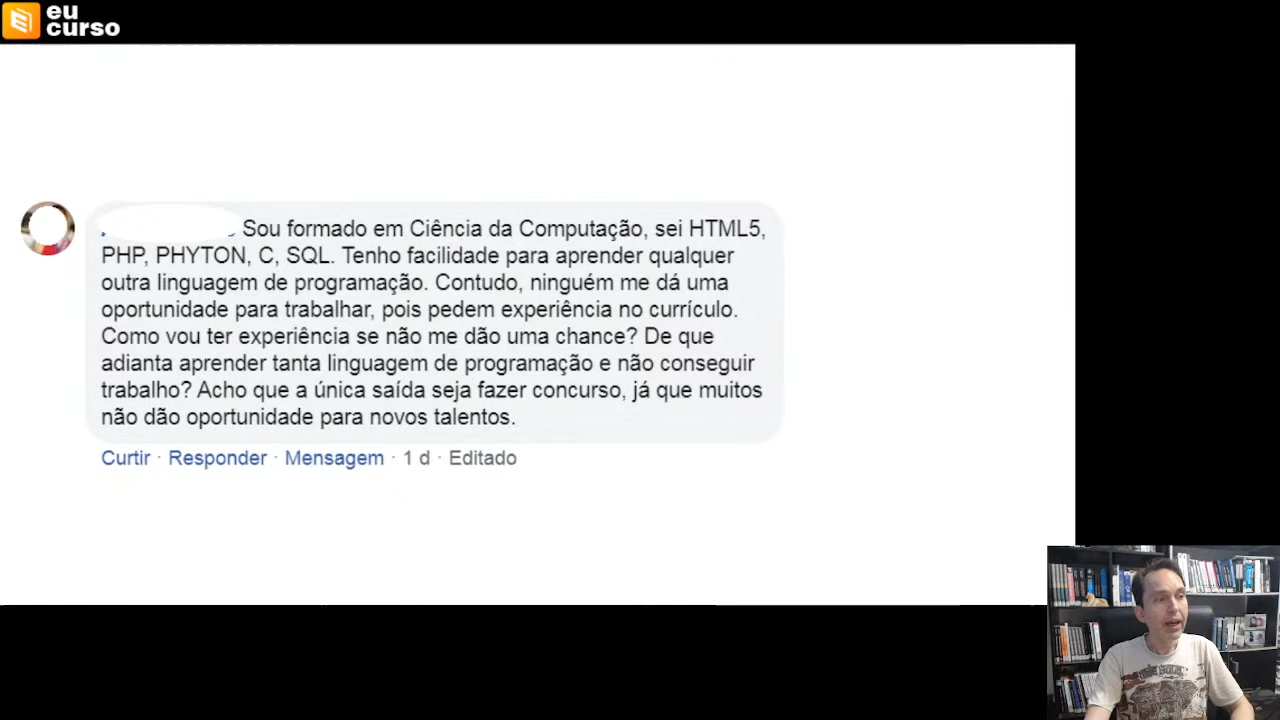 eu
curso
Sou formado em Ciência da Computação, sei HTML5,
PHP, PHYTON, C, SQL. Tenho facilidade para aprender qualquer
outra linguagem de programação. Contudo, ninguém me dá uma
oportunidade para trabalhar, pois pedem experiência no currículo.
Como vou ter experiência se não me dão uma chance? De que
adianta aprender tanta linguagem de programação e não conseguir
trabalho? Acho que a única saída seja fazer concurso, já que muitos
não dão oportunidade para novos talentos.
Curtir · Responder · Mensagem · 1 d · Editado